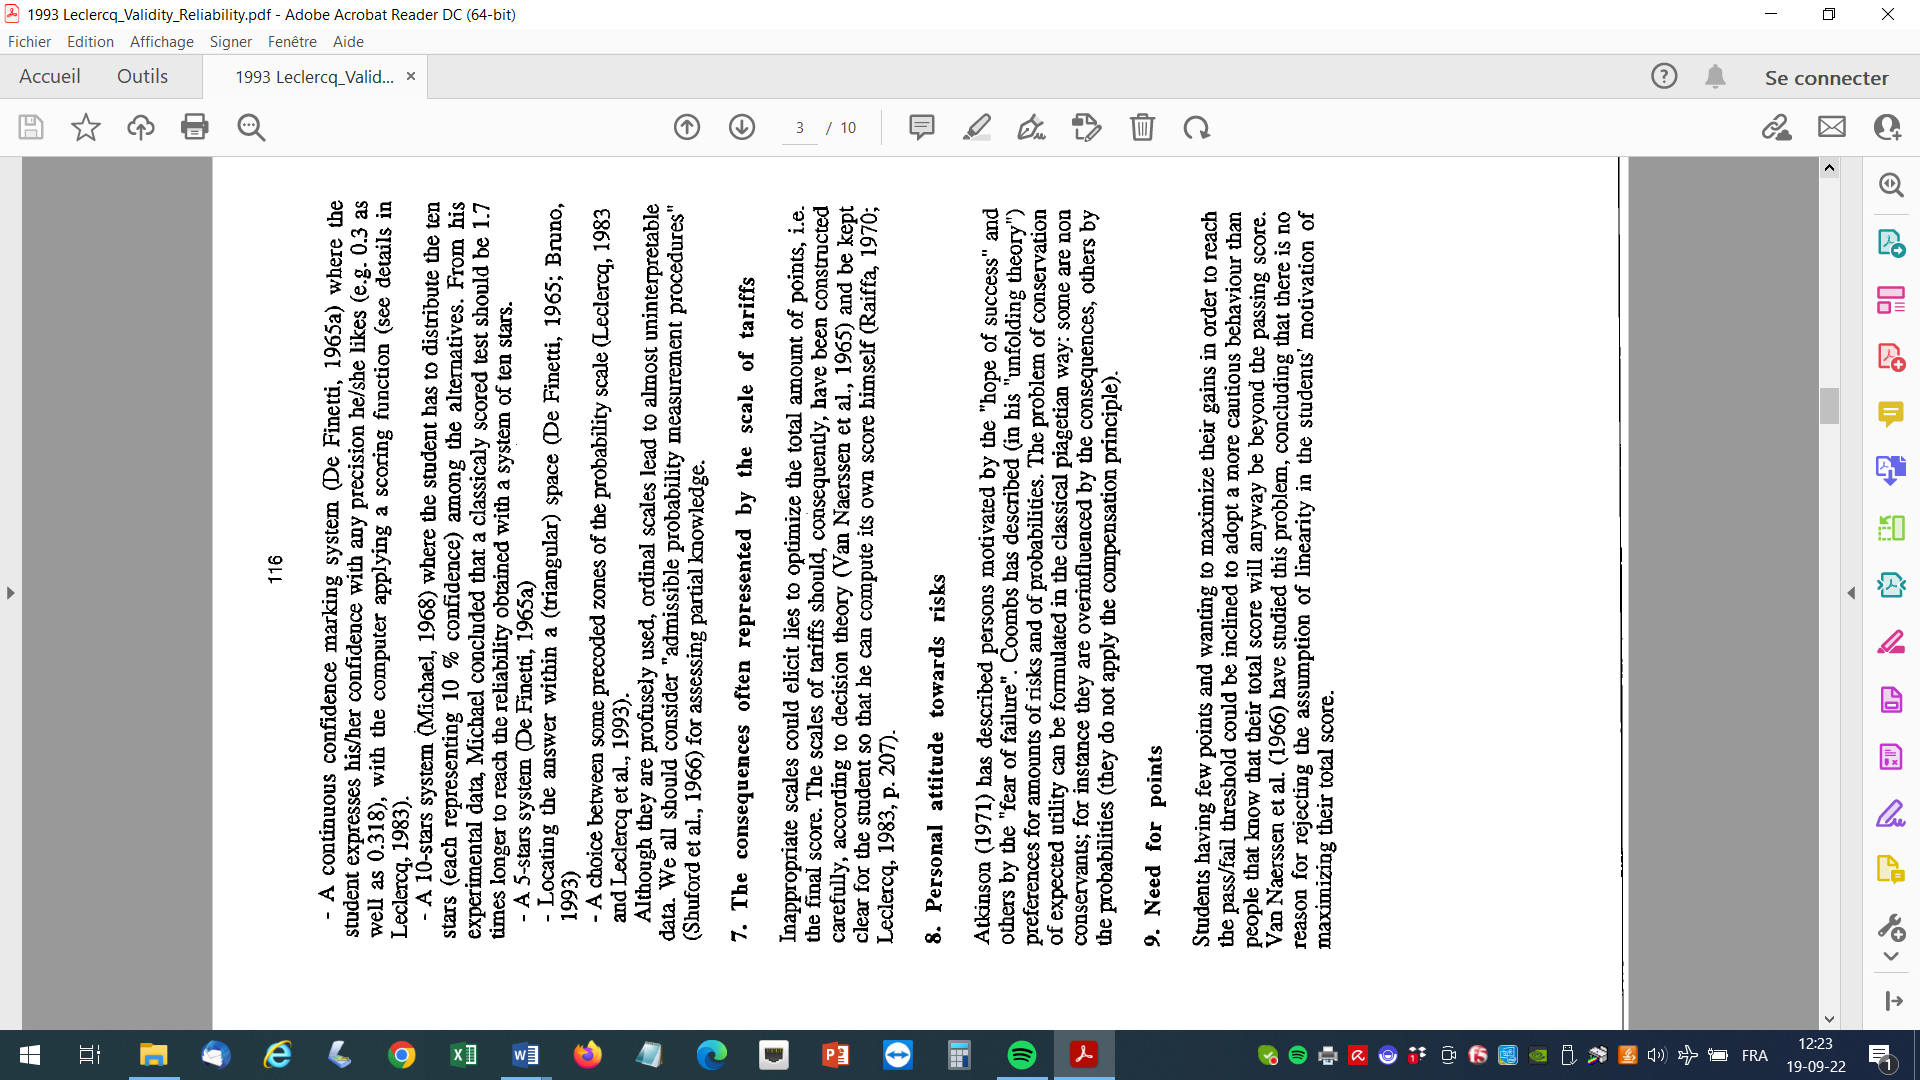 1993 Leclercq_Validity_Reliability.pdf - Adobe Acrobat Reader DC (64-bit)
Fichier Edition Affichage Signer Fenêtre Aide
Accueil Outils 1993 Leclercq_Valid... × Se connecter
3 / 10
116
- A continuous confidence marking system (De Finetti, 1965a) where the
student expresses his/her confidence with any precision he/she likes (e.g. 0.3 as
well as 0.318), with the computer applying a scoring function (see details in
Leclercq, 1983).
- A 10-stars system (Michael, 1968) where the student has to distribute the ten
stars (each representing 10 % confidence) among the alternatives. From his
experimental data, Michael concluded that a classicaly scored test should be 1.7
times longer to reach the reliability obtained with a system of ten stars.
- A 5-stars system (De Finetti, 1965a)
- Locating the answer within a (triangular) space (De Finetti, 1965; Bruno,
1993)
- A choice between some precoded zones of the probability scale (Leclercq, 1983
and Leclercq et al., 1993).
Although they are profusely used, ordinal scales lead to almost uninterpretable
data. We all should consider "admissible probability measurement procedures"
(Shuford et al., 1966) for assessing partial knowledge.
7. The consequences often represented by the scale of tariffs
Inappropriate scales could elicit lies to optimize the total amount of points, i.e.
the final score. The scales of tariffs should, consequently, have been constructed
carefully, according to decision theory (Van Naerssen et al., 1965) and be kept
clear for the student so that he can compute its own score himself (Raiffa, 1970;
Leclercq, 1983, p. 207).
8. Personal attitude towards risks
Atkinson (1971) has described persons motivated by the "hope of success" and
others by the "fear of failure". Coombs has described (in his "unfolding theory")
preferences for amounts of risks and of probabilities. The problem of conservation
of expected utility can be formulated in the classical piagetian way: some are non
conservants; for instance they are overinfluenced by the consequences, others by
the probabilities (they do not apply the compensation principle).
9. Need for points
Students having few points and wanting to maximize their gains in order to reach
the pass/fail threshold could be inclined to adopt a more cautious behaviour than
people that know that their total score will anyway be beyond the passing score.
Van Naerssen et al. (1966) have studied this problem, concluding that there is no
reason for rejecting the assumption of linearity in the students' motivation of
maximizing their total score.
FRA
12:23
19-09-22
1